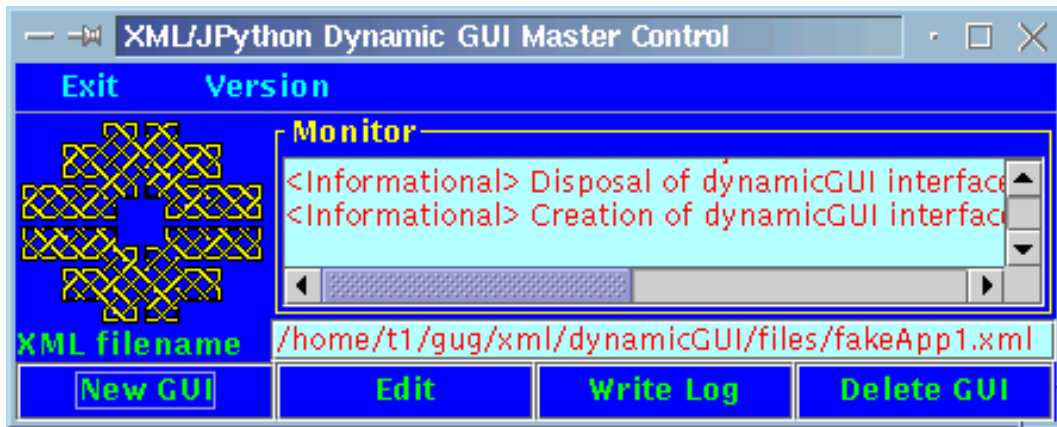 XML/JPython Dynamic GUI Master Control
Exit Version
Monitor
<Informational> Disposal of dynamicGUI interface
<Informational> Creation of dynamicGUI interface
XML filename /home/t1/gug/xml/dynamicGUI/files/fakeApp1.xml
New GUI Edit Write Log Delete GUI